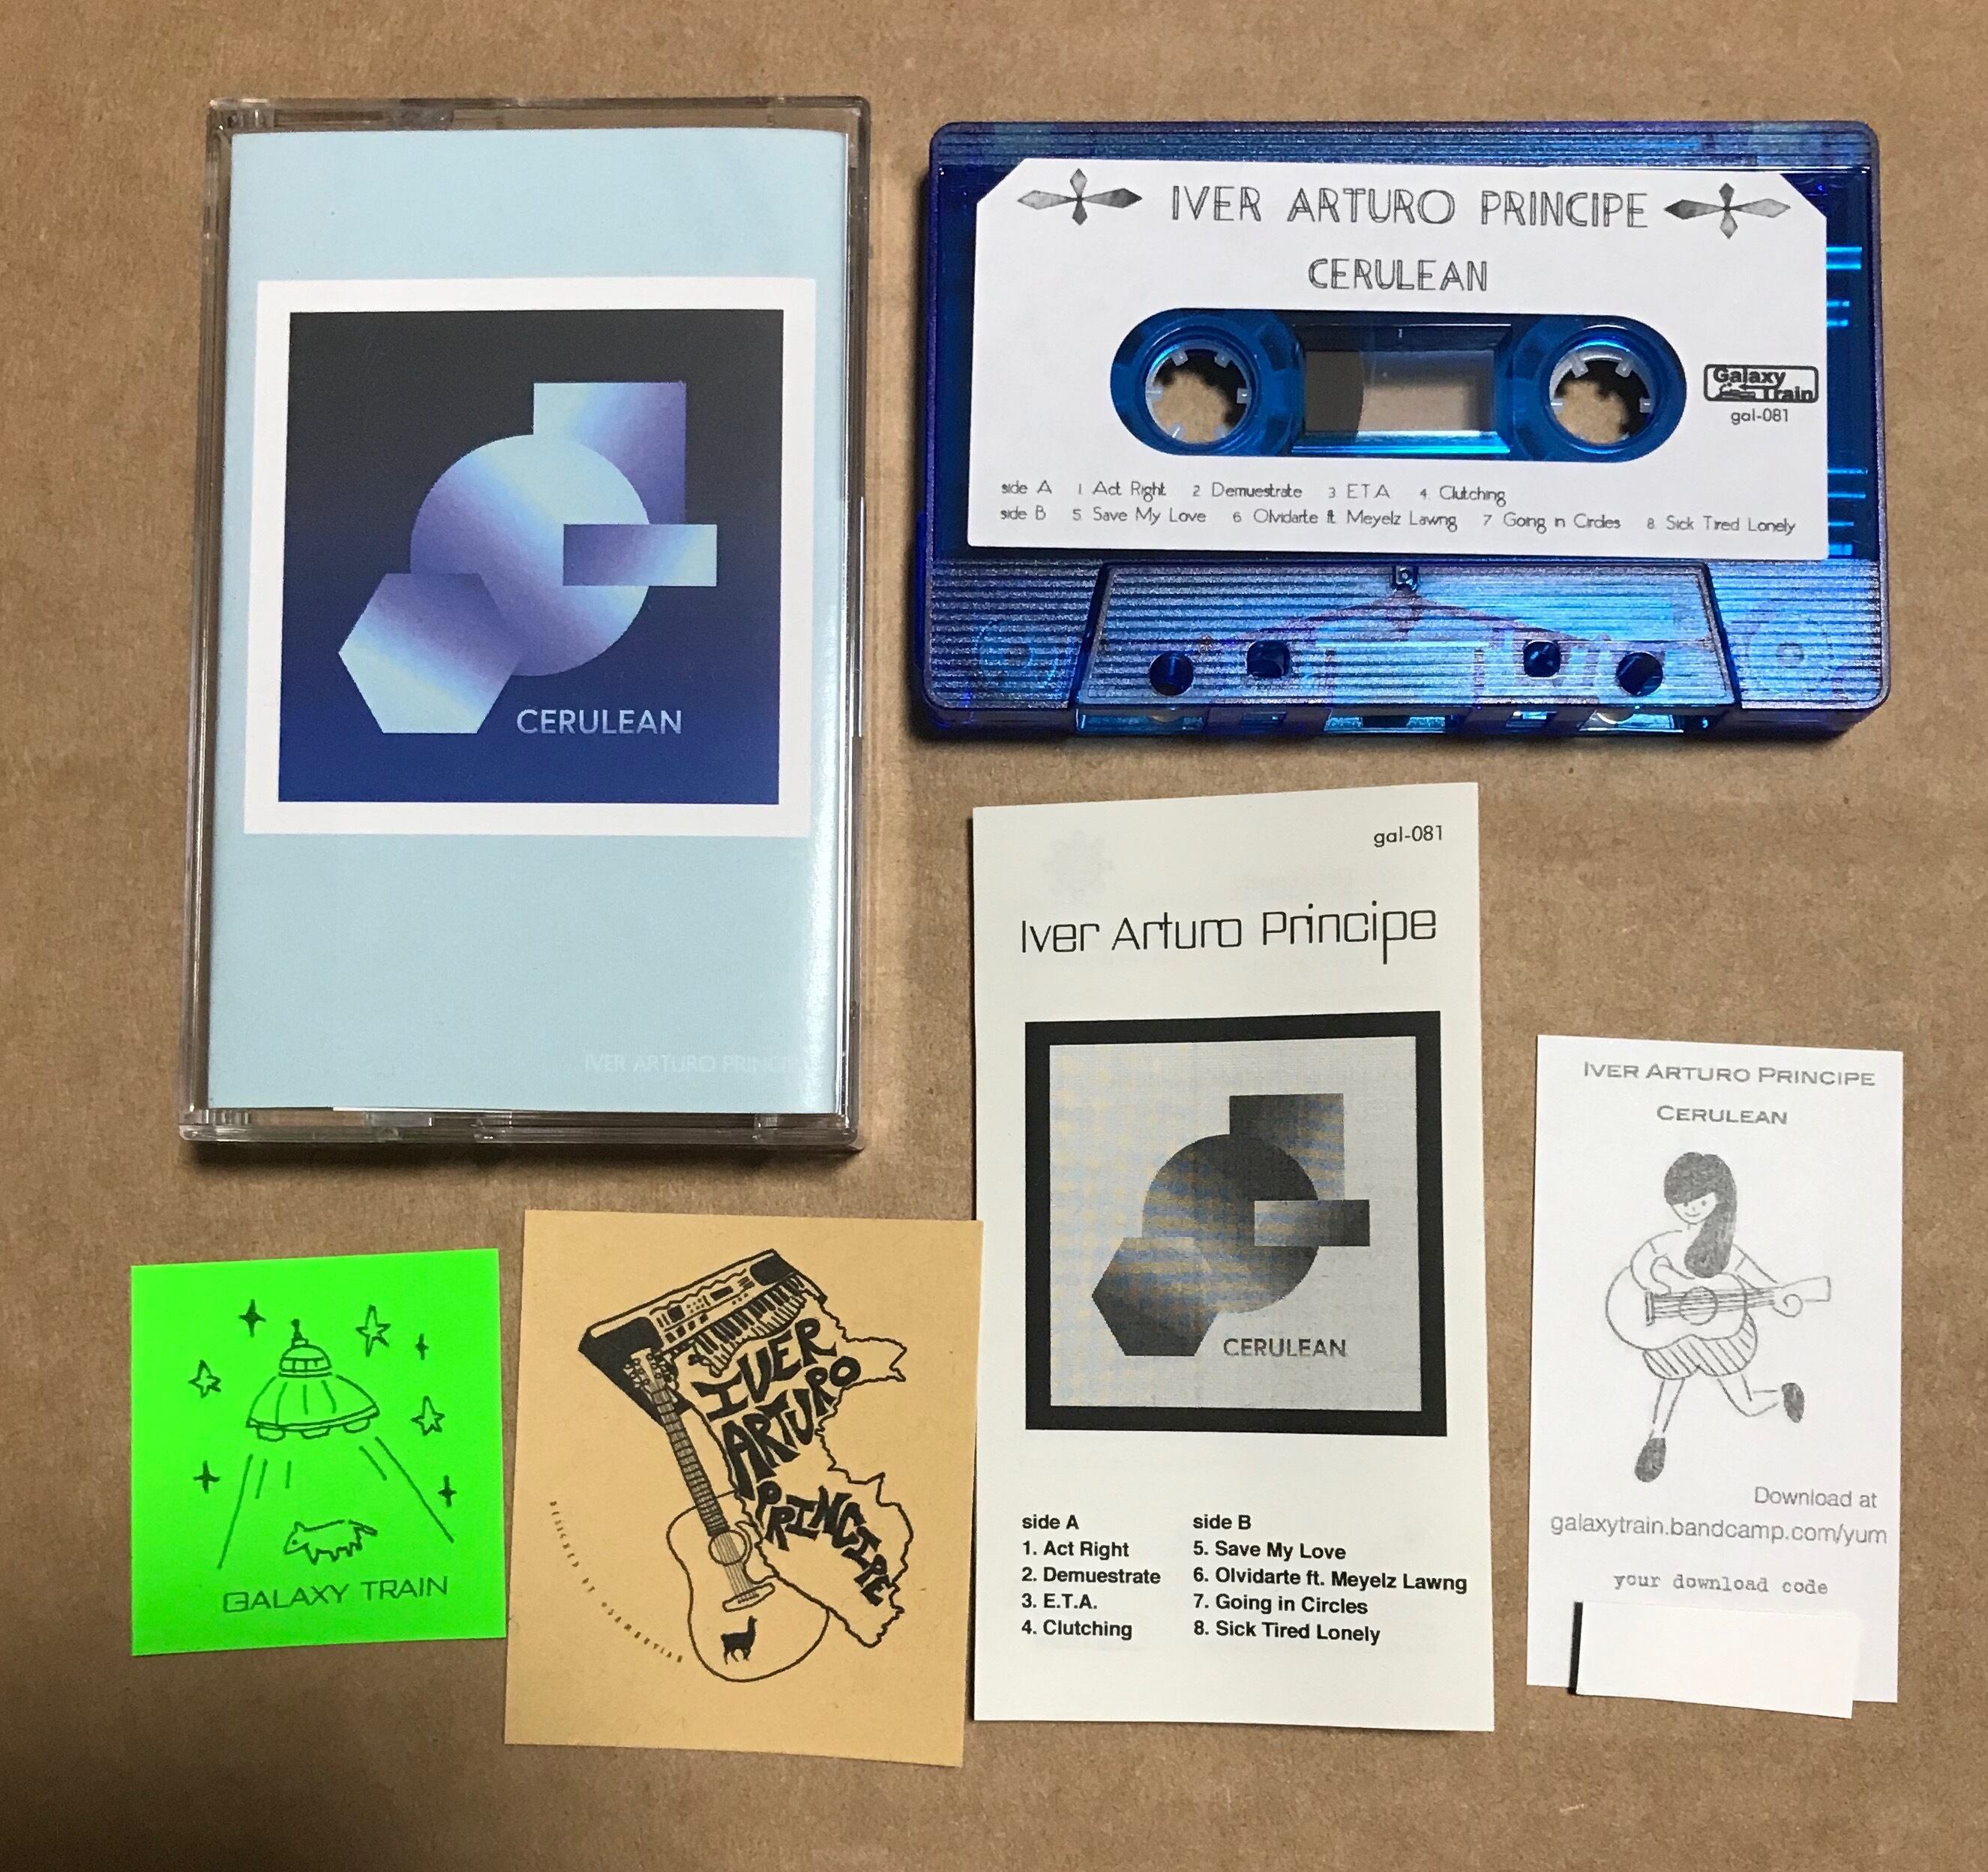 CERULEAN
IVER ARTURO PRINCI
IVER ARTURO PRINCIPE
CERULEAN
Galaxy
Train
gal-081
side A 1 Act Right 2 Demuestrate 3 E T A 4. Clutching
side B 5 Save My Love 6 Olvidarte ft. Meyelz Lawng 7 Going in Circles 8 Sick Tired Lonely
gal-081
Iver Arturo Principe
CERULEAN
side A
1. Act Right
2. Demuestrate
3. E.T.A.
4. Clutching
side B
5. Save My Love
6. Olvidarte ft. Meyelz Lawng
7. Going in Circles
8. Sick Tired Lonely
IVER ARTURO PRINCIPE
CERULEAN
Download at
galaxytrain.bandcamp.com/yum
your download code
GALAXY TRAIN
IVER
ARTURO
PRINCIPE
DESIGNED BY